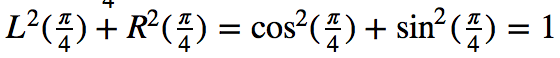 L²(π/4) + R²(π/4) = cos²(π/4) + sin²(π/4) = 1